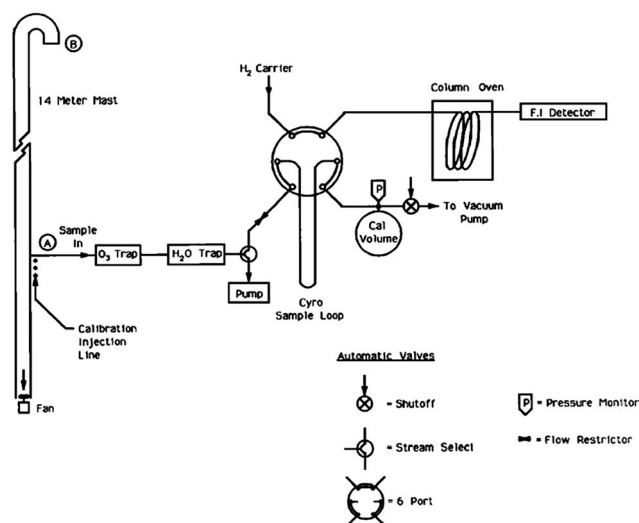 B
14 Meter Mast
H2 Carrier
Column Oven
F.I Detector
P
To Vacuum
Pump
Cal
Volume
A
Sample
In
O3 Trap
H2O Trap
Pump
Cyro
Sample Loop
Calibration
Injection
Line
Fan
Automatic Valves
= Shutoff
P = Pressure Monitor
= Stream Select
= Flow Restrictor
= 6 Port